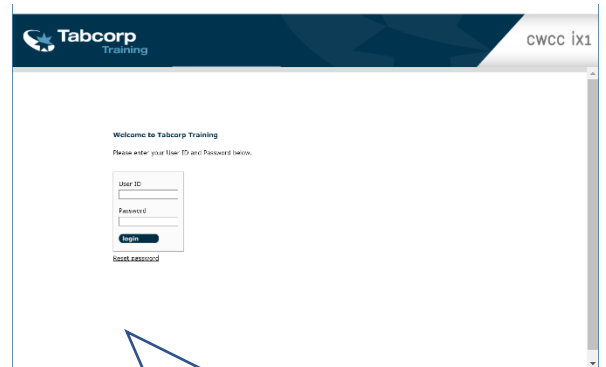 Tabcorp
Training
CWCC ix1
Welcome to Tabcorp Training
Please enter your User ID and Password below.
User ID
Password
login
Reset password